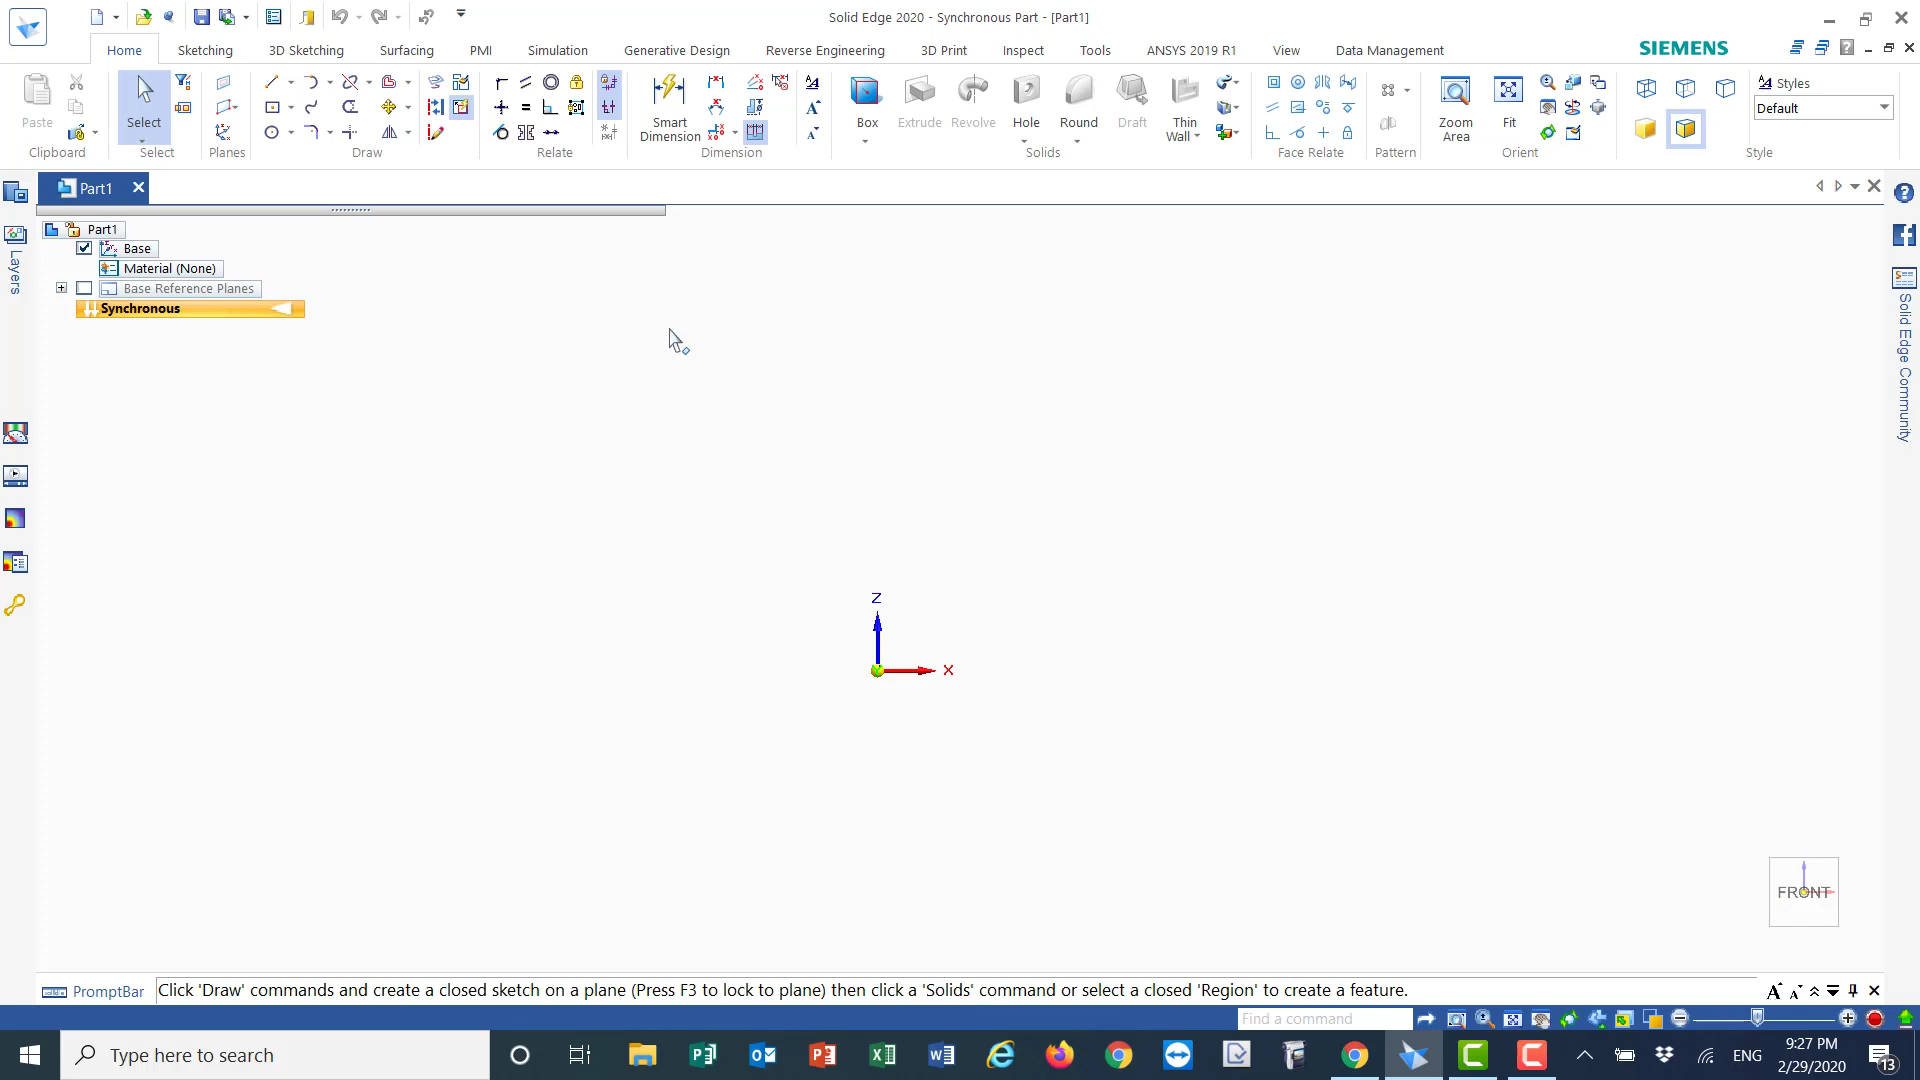 Solid Edge 2020 - Synchronous Part - [Part1]
Home Sketching 3D Sketching Surfacing PMI Simulation Generative Design Reverse Engineering 3D Print Inspect Tools ANSYS 2019 R1 View Data Management SIEMENS
Paste
Clipboard
Select
Select
Planes
Draw
Relate
Smart
Dimension
Dimension
Box Extrude Revolve Hole Round Draft Thin
Wall
Solids
Face Relate
Pattern
Zoom
Area
Fit
Orient
Styles
Default
Style
Part1
Layers
Part1
Base
Material (None)
Base Reference Planes
Synchronous
Solid Edge Community
Z
X
FRONT
PromptBar Click 'Draw' commands and create a closed sketch on a plane (Press F3 to lock to plane) then click a 'Solids' command or select a closed 'Region' to create a feature.
Find a command
Type here to search
ENG
9:27 PM
2/29/2020
13